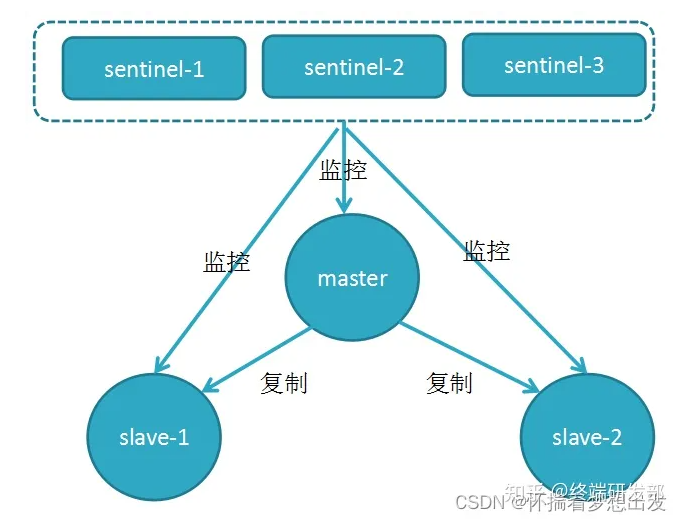 sentinel-1
sentinel-2
sentinel-3
监控
监控
监控
master
复制
复制
slave-1
slave-2
知乎 @终端研发部
CSDN @怀揣着梦想出发